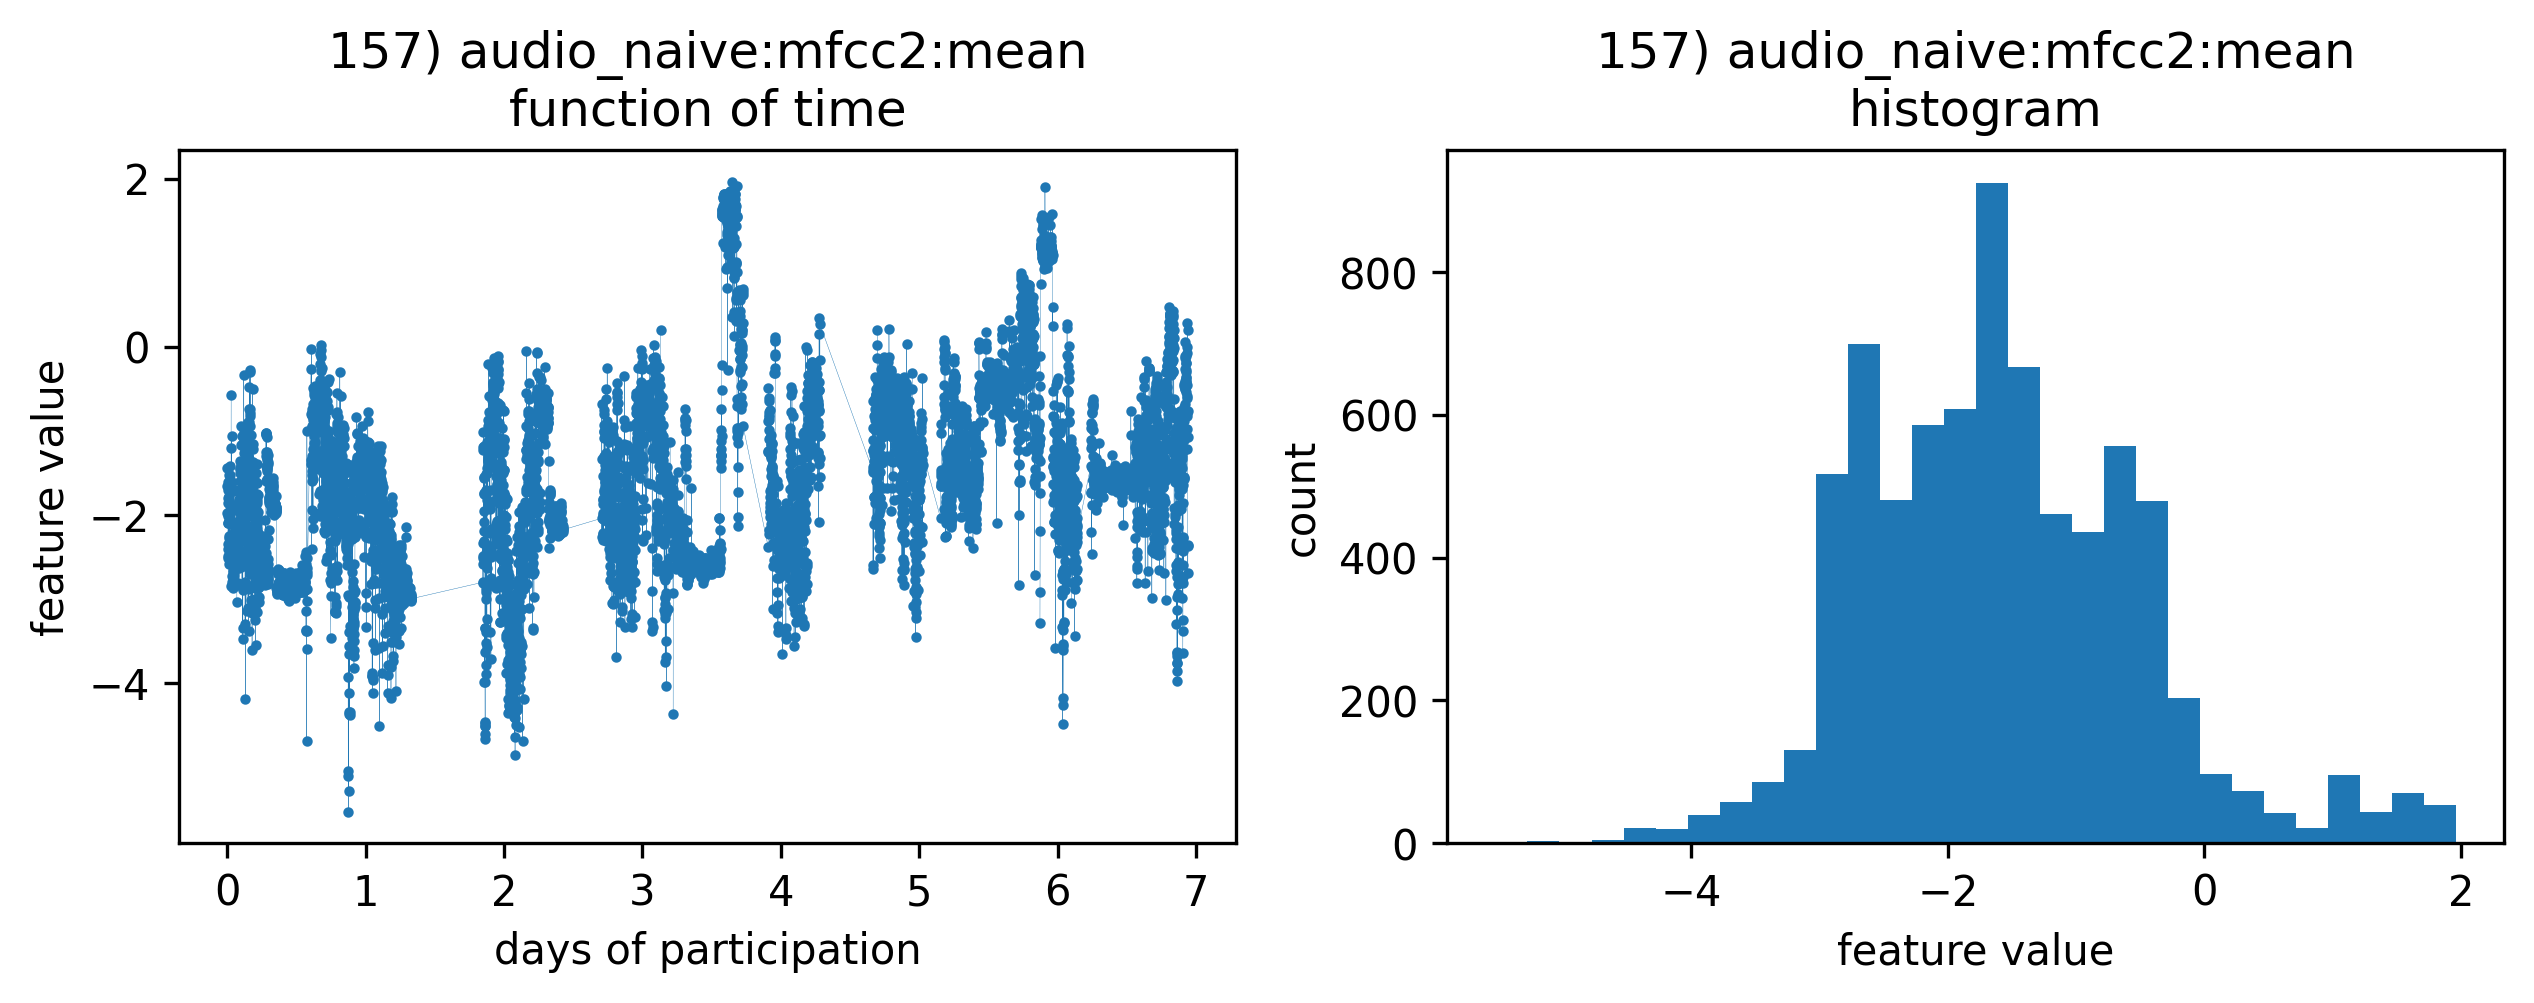 157) audio_naive:mfcc2:mean
function of time
2
0
−2
−4
feature value
0 1 2 3 4 5 6 7
days of participation
157) audio_naive:mfcc2:mean
histogram
800
600
400
200
0
count
−4 −2 0 2
feature value